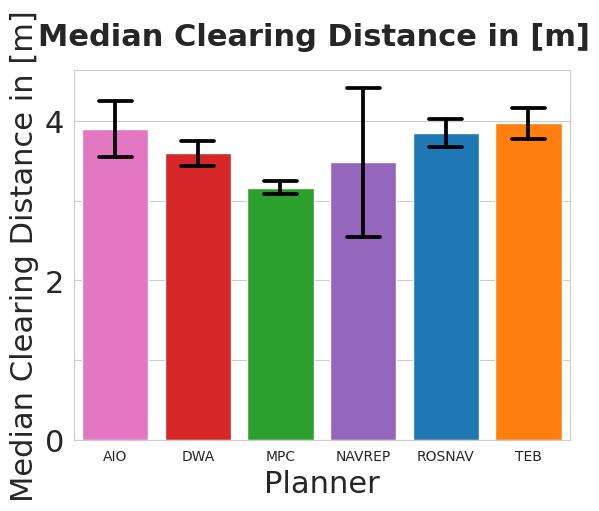 Median Clearing Distance in [m]
Median Clearing Distance in [m]
4
2
0
AIO DWA MPC NAVREP ROSNAV TEB
Planner